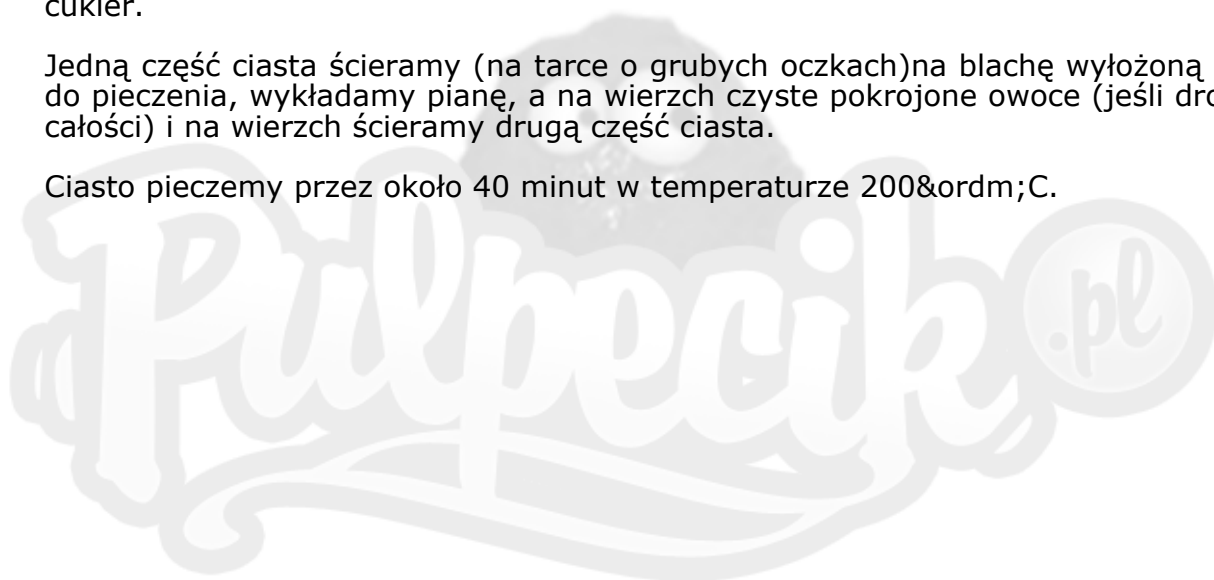 cukier.
Jedną część ciasta ścieramy (na tarce o grubych oczkach)na blachę wyłożoną
do pieczenia, wykładamy pianę, a na wierzch czyste pokrojone owoce (jeśli
całości) i na wierzch ścieramy drugą część ciasta.
Ciasto pieczemy przez około 40 minut w temperaturze 200&ordm;C.
Pulpecik .pl